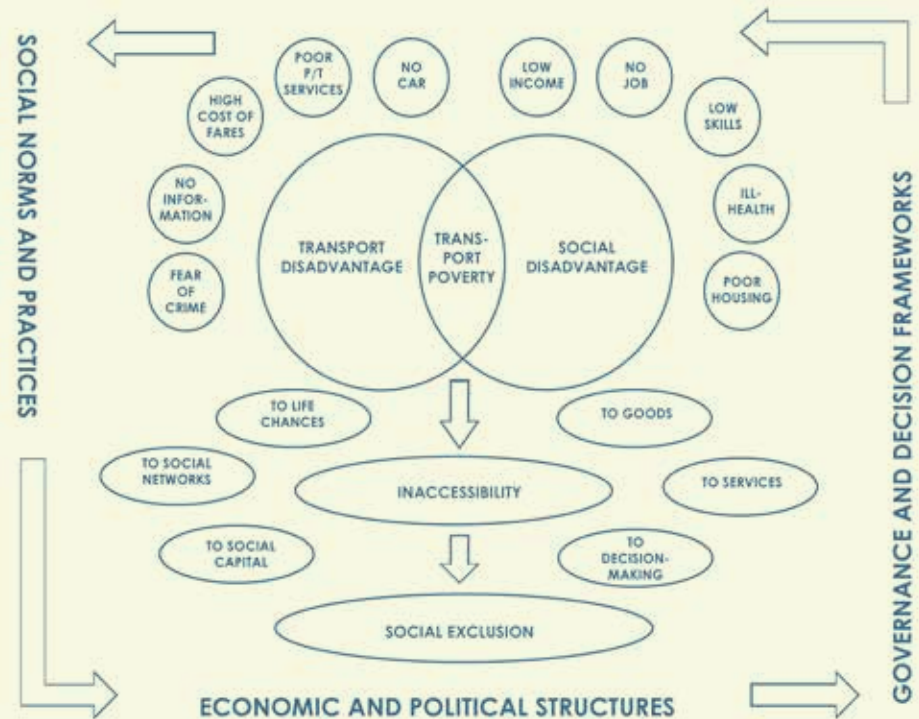 SOCIAL NORMS AND PRACTICES
POOR
P/T
SERVICES
NO
CAR
LOW
INCOME
NO
JOB
HIGH
COST OF
FARES
LOW
SKILLS
NO
INFOR-
MATION
ILL-
HEALTH
FEAR
OF
CRIME
POOR
HOUSING
TRANSPORT
DISADVANTAGE
TRANS-
PORT
POVERTY
SOCIAL
DISADVANTAGE
TO LIFE
CHANCES
TO GOODS
TO SOCIAL
NETWORKS
INACCESSIBILITY
TO SERVICES
TO SOCIAL
CAPITAL
TO
DECISION-
MAKING
SOCIAL EXCLUSION
GOVERNANCE AND DECISION FRAMEWORKS
ECONOMIC AND POLITICAL STRUCTURES